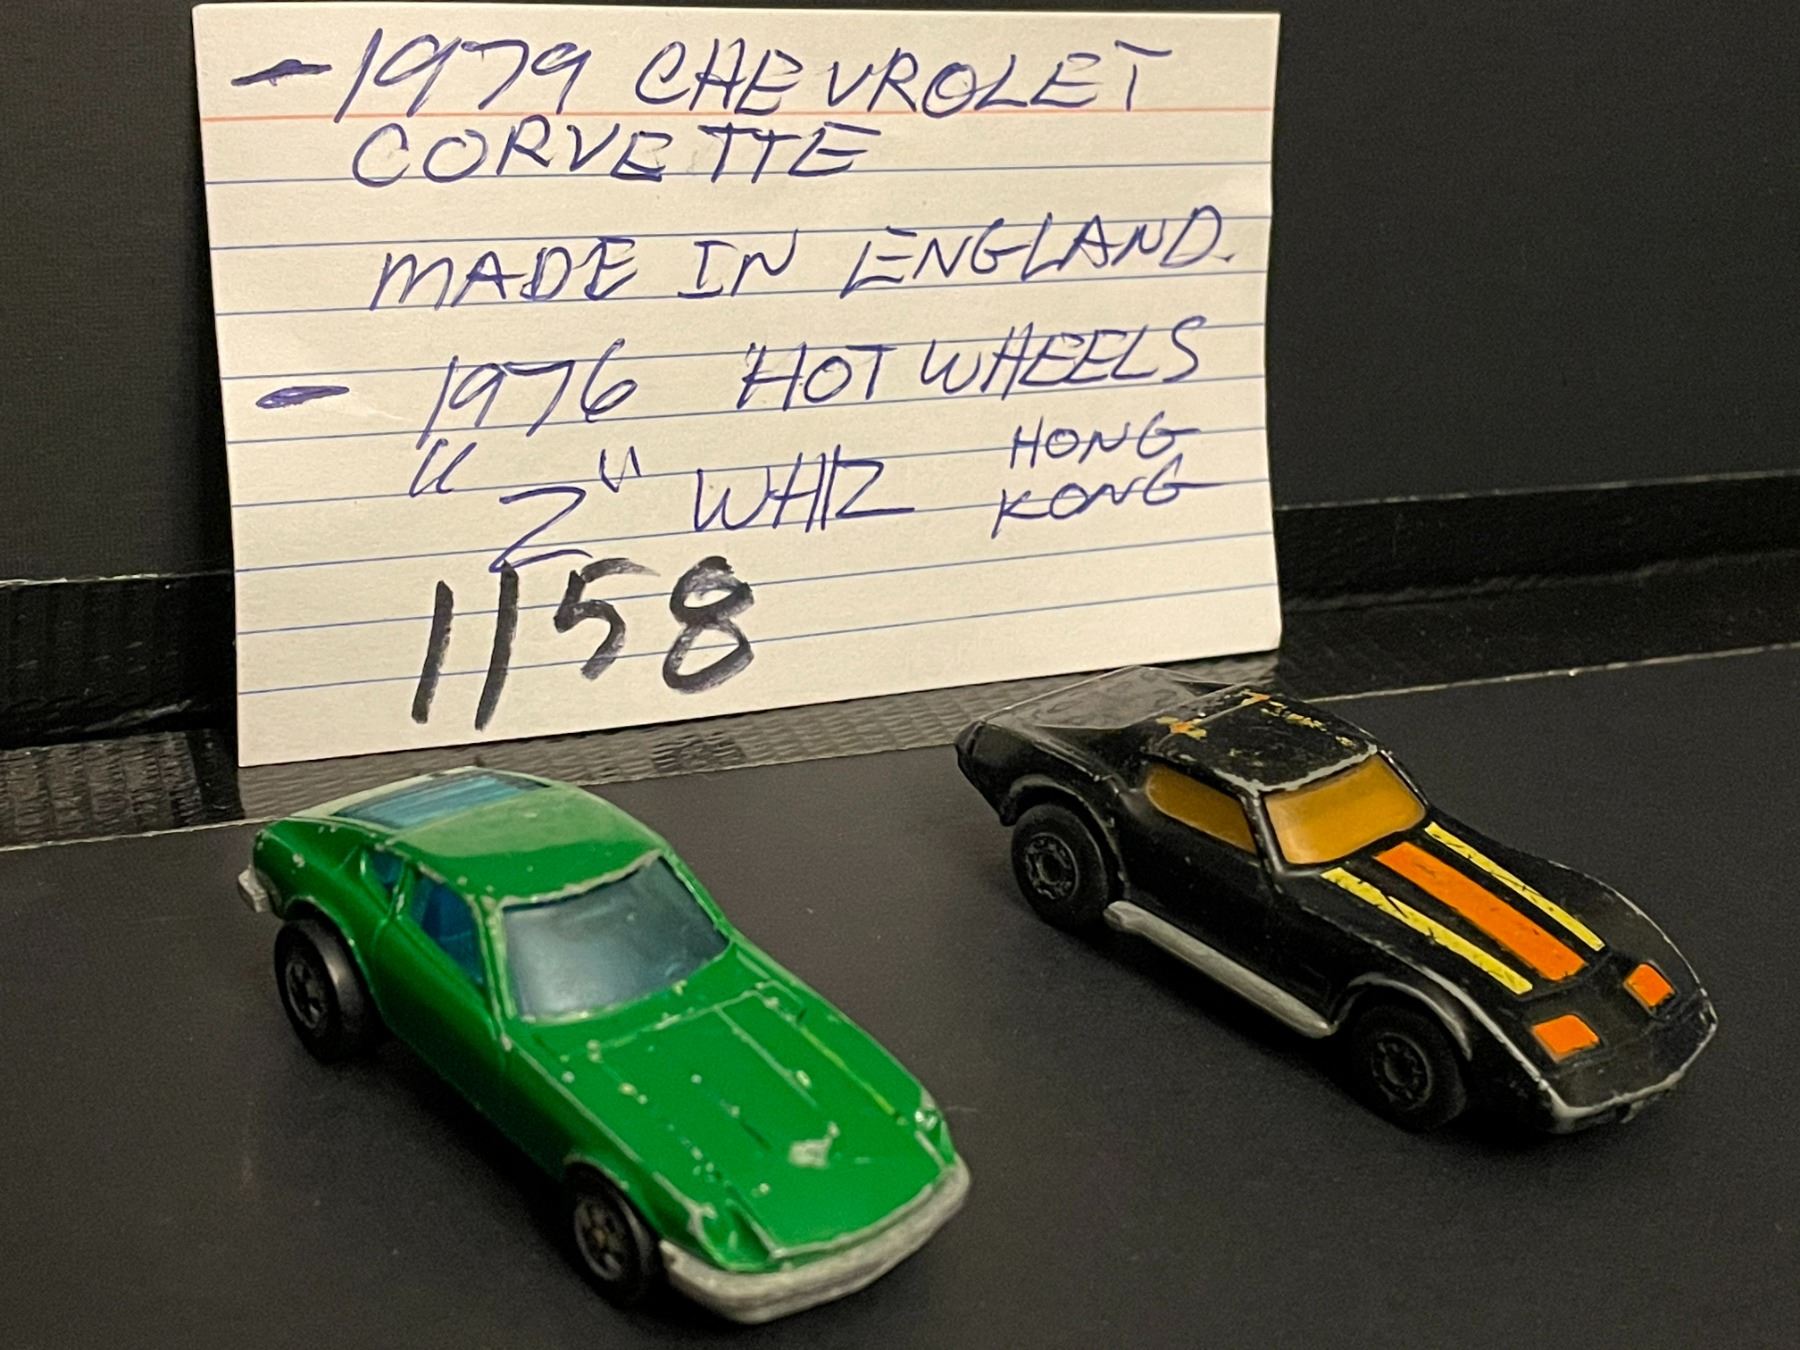 - 1979 CHEVROLET
CORVETTE
MADE IN ENGLAND.
- 1976 HOT WHEELS
"Z" WHIZ HONG
KONG
1158